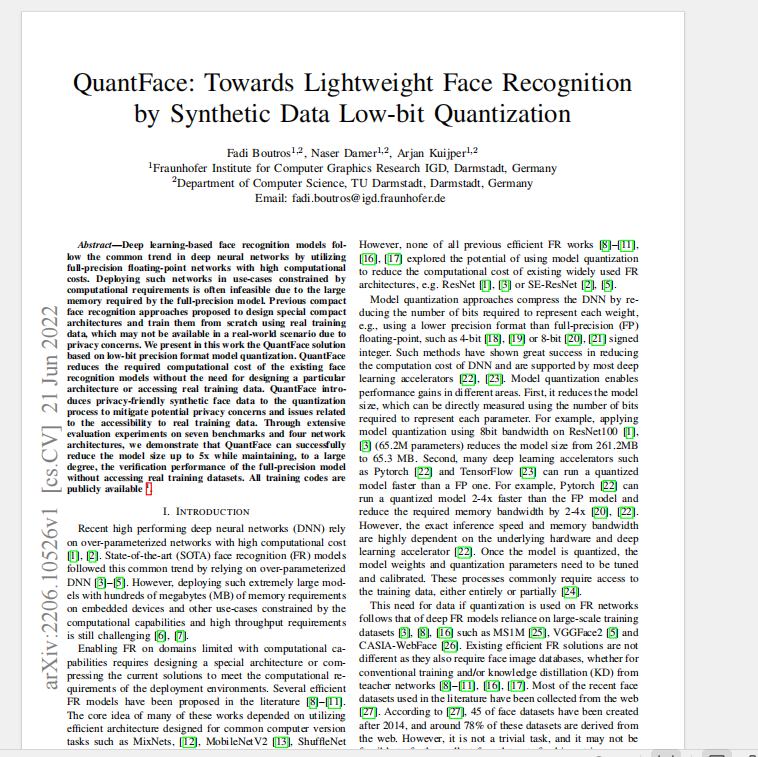 QuantFace: Towards Lightweight Face Recognition
by Synthetic Data Low-bit Quantization
Fadi Boutros1,2, Naser Damer1,2, Arjan Kuijper1,2
1Fraunhofer Institute for Computer Graphics Research IGD, Darmstadt, Germany
2Department of Computer Science, TU Darmstadt, Darmstadt, Germany
Email: fadi.boutros@igd.fraunhofer.de
arXiv:2206.10526v1 [cs.CV] 21 Jun 2022
Abstract—Deep learning-based face recognition models fol-
low the common trend in deep neural networks by utilizing
full-precision floating-point networks with high computational
costs. Deploying such networks in use-cases constrained by
computational requirements is often infeasible due to the large
memory required by the full-precision model. Previous compact
face recognition approaches proposed to design special compact
architectures and train them from scratch using real training
data, which may not be available in a real-world scenario due to
privacy concerns. We present in this work the QuantFace solution
based on low-bit precision format model quantization. QuantFace
reduces the required computational cost of the existing face
recognition models without the need for designing a particular
architecture or accessing real training data. QuantFace intro-
duces privacy-friendly synthetic face data to the quantization
process to mitigate potential privacy concerns and issues related
to the accessibility to real training data. Through extensive
evaluation experiments on seven benchmarks and four network
architectures, we demonstrate that QuantFace can successfully
reduce the model size up to 5x while maintaining, to a large
degree, the verification performance of the full-precision model
without accessing real training datasets. All training codes are
publicly available 1.
I. INTRODUCTION
Recent high performing deep neural networks (DNN) rely
on over-parameterized networks with high computational cost
[1], [2]. State-of-the-art (SOTA) face recognition (FR) models
followed this common trend by relying on over-parameterized
DNN [3]–[5]. However, deploying such extremely large mod-
els with hundreds of megabytes (MB) of memory requirements
on embedded devices and other use-cases constrained by the
computational capabilities and high throughput requirements
is still challenging [6], [7].
Enabling FR on domains limited with computational ca-
pabilities requires designing a special architecture or com-
pressing the current solutions to meet the computational re-
quirements of the deployment environments. Several efficient
FR models have been proposed in the literature [8]–[11].
The core idea of many of these works depended on utilizing
efficient architecture designed for common computer version
tasks such as MixNets, [12], MobileNetV2 [13], ShuffleNet
However, none of all previous efficient FR works [8]–[11],
[16], [17] explored the potential of using model quantization
to reduce the computational cost of existing widely used FR
architectures, e.g. ResNet [1], [3] or SE-ResNet [2], [5].
Model quantization approaches compress the DNN by re-
ducing the number of bits required to represent each weight,
e.g., using a lower precision format than full-precision (FP)
floating-point, such as 4-bit [18], [19] or 8-bit [20], [21] signed
integer. Such methods have shown great success in reducing
the computation cost of DNN and are supported by most deep
learning accelerators [22], [23]. Model quantization enables
performance gains in different areas. First, it reduces the model
size, which can be directly measured using the number of bits
required to represent each parameter. For example, applying
model quantization using 8bit bandwidth on ResNet100 [1],
[3] (65.2M parameters) reduces the model size from 261.2MB
to 65.3 MB. Second, many deep learning accelerators such
as Pytorch [22] and TensorFlow [23] can run a quantized
model faster than a FP one. For example, Pytorch [22] can
run a quantized model 2-4x faster than the FP model and
reduce the required memory bandwidth by 2-4x [20], [22].
However, the exact inference speed and memory bandwidth
are highly dependent on the underlying hardware and deep
learning accelerator [22]. Once the model is quantized, the
model weights and quantization parameters need to be tuned
and calibrated. These processes commonly require access to
the training data, either entirely or partially [24].
This need for data if quantization is used on FR networks
follows that of deep FR models reliance on large-scale training
datasets [3], [8], [16] such as MS1M [25], VGGFace2 [5] and
CASIA-WebFace [26]. Existing efficient FR solutions are not
different as they also require face image databases, whether for
conventional training and/or knowledge distillation (KD) from
teacher networks [8]–[11], [16], [17]. Most of the recent face
datasets used in the literature have been collected from the web
[27]. According to [27], 45 of face datasets have been created
after 2014, and around 78% of these datasets are derived from
the web. However, it is not a trivial task, and it may not be